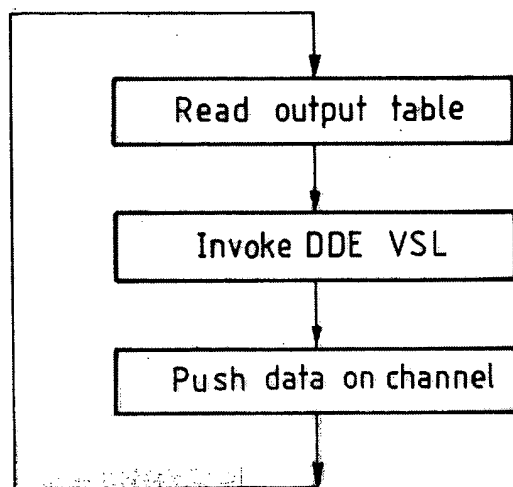 Read output table
Invoke DDE VSL
Push data on channel